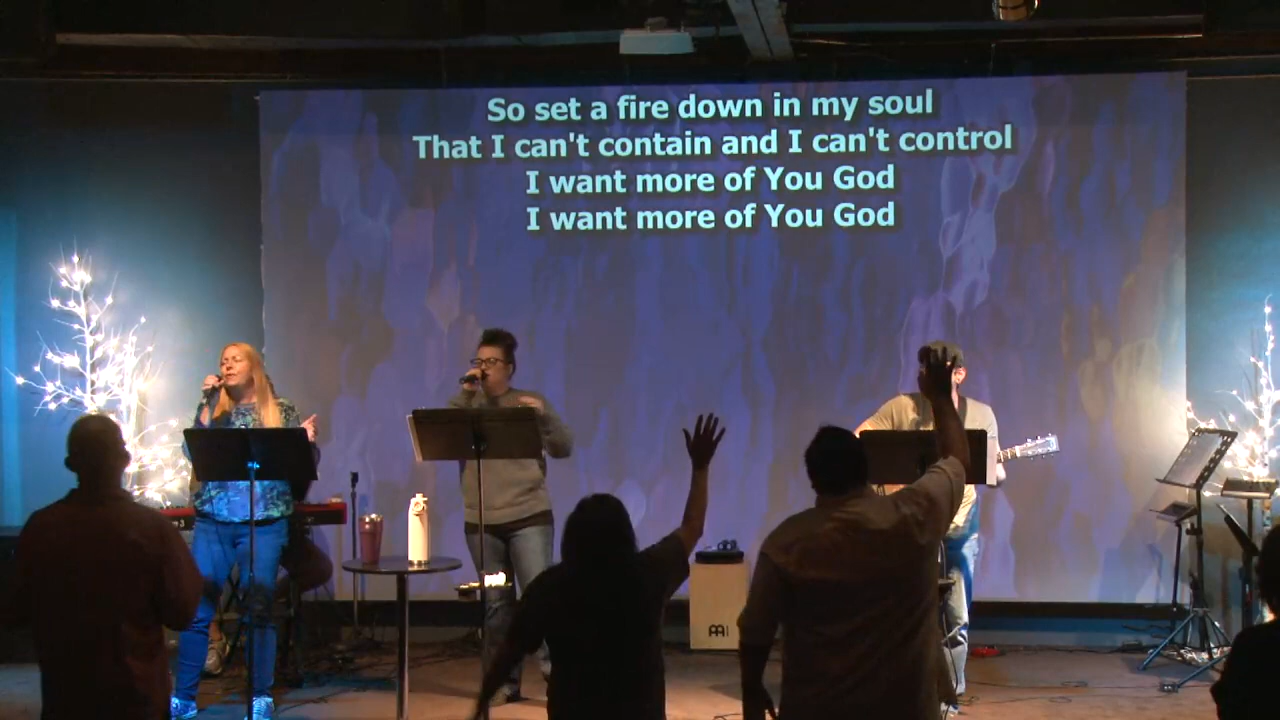 So set a fire down in my soul
That I can't contain and I can't control
I want more of You God
I want more of You God